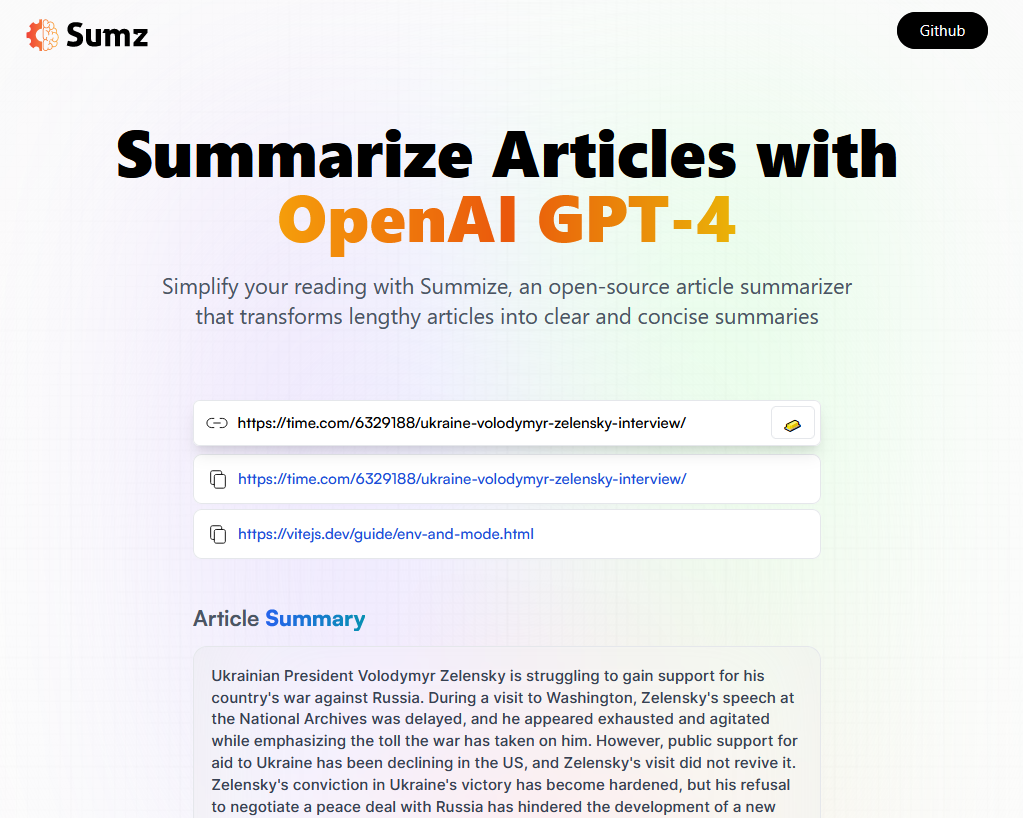 Sumz
Github
Summarize Articles with
OpenAI GPT-4
Simplify your reading with Summize, an open-source article summarizer
that transforms lengthy articles into clear and concise summaries
https://time.com/6329188/ukraine-volodymyr-zelensky-interview/
https://time.com/6329188/ukraine-volodymyr-zelensky-interview/
https://vitejs.dev/guide/env-and-mode.html
Article Summary
Ukrainian President Volodymyr Zelensky is struggling to gain support for his
country's war against Russia. During a visit to Washington, Zelensky's speech at
the National Archives was delayed, and he appeared exhausted and agitated
while emphasizing the toll the war has taken on him. However, public support for
aid to Ukraine has been declining in the US, and Zelensky's visit did not revive it.
Zelensky's conviction in Ukraine's victory has become hardened, but his refusal
to negotiate a peace deal with Russia has hindered the development of a new